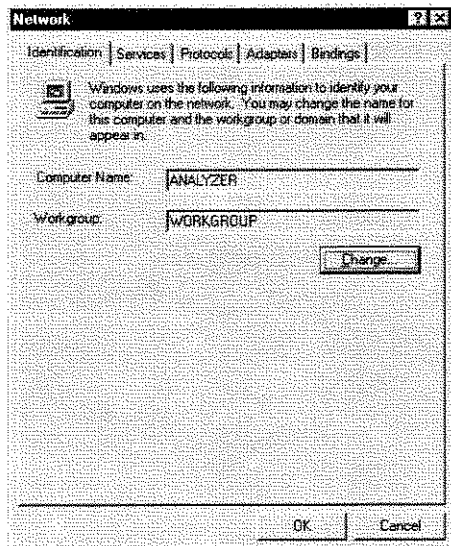 Network
Identification Services Protocols Adapters Bindings
Windows uses the following information to identify your
computer on the network. You may change the name for
this computer and the workgroup or domain that it will
appear in.
Computer Name: ANALYZER
Workgroup: WORKGROUP
Change...
OK Cancel